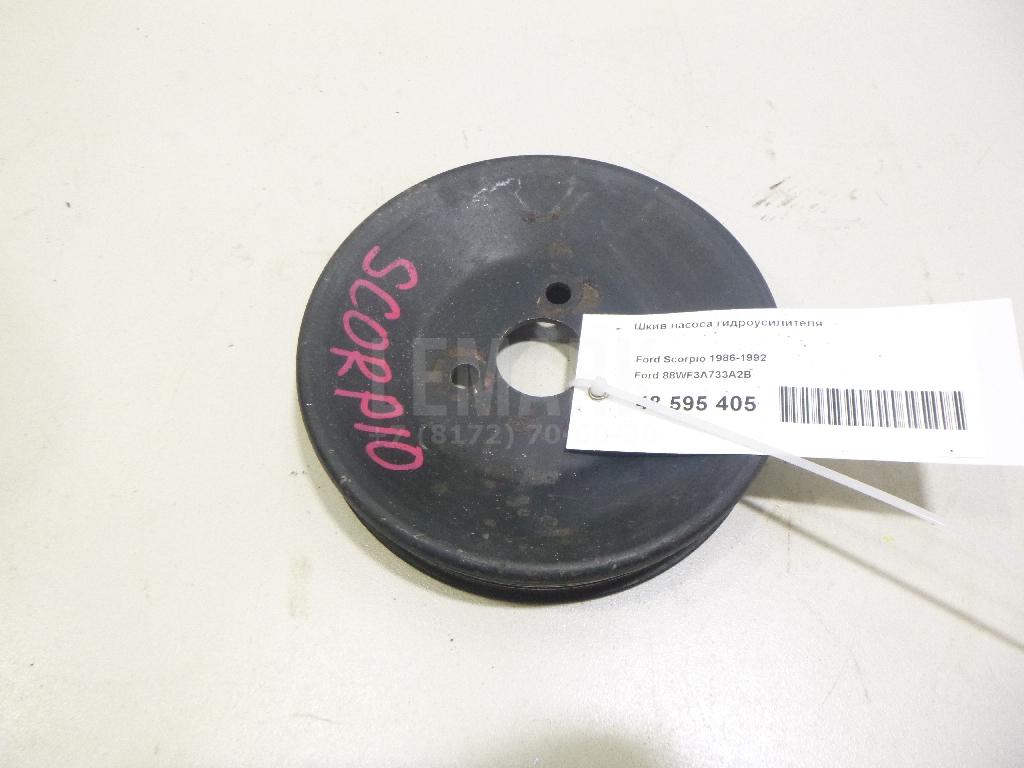 SCORPIO
Шкив насоса гидроусилителя
Ford Scorpio 1986-1992
Ford 88WF3A733A2B
595 405